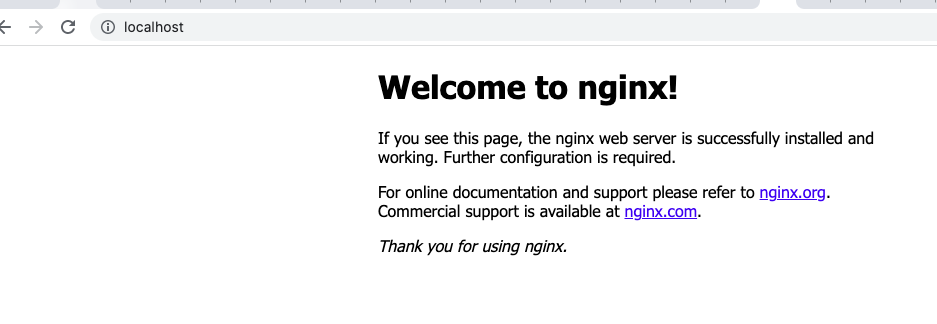 localhost
Welcome to nginx!
If you see this page, the nginx web server is successfully installed and
working. Further configuration is required.
For online documentation and support please refer to nginx.org.
Commercial support is available at nginx.com.
Thank you for using nginx.